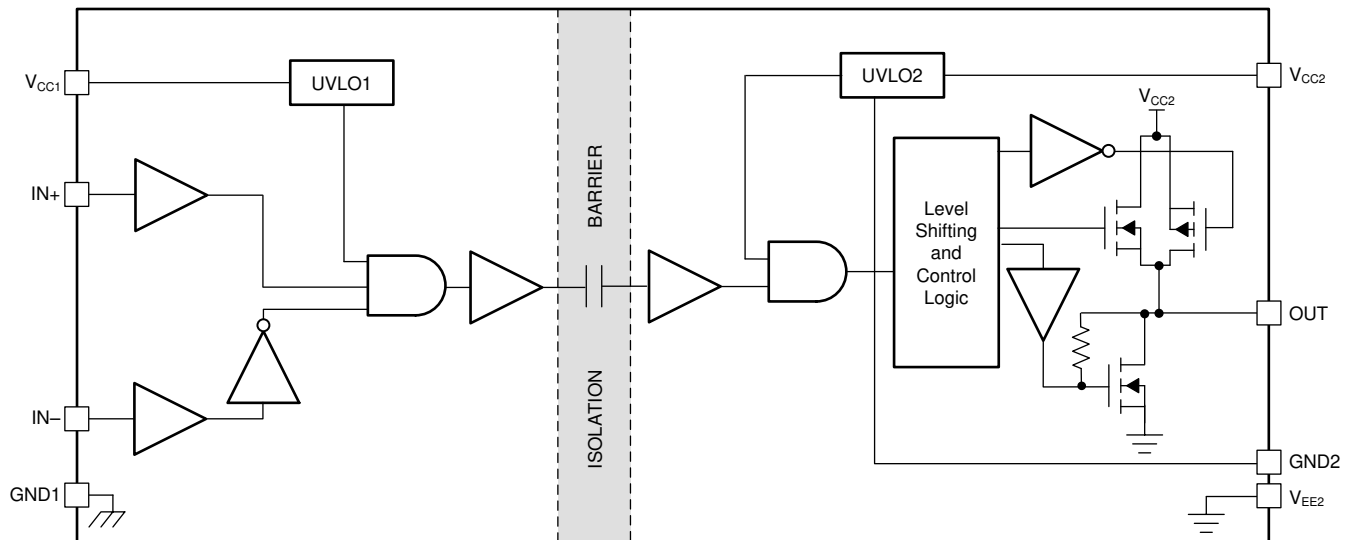 VCC1
UVLO1
UVLO2
VCC2
VCC2
IN+
BARRIER
ISOLATION
Level
Shifting
and
Control
Logic
OUT
IN–
GND1
GND2
VEE2